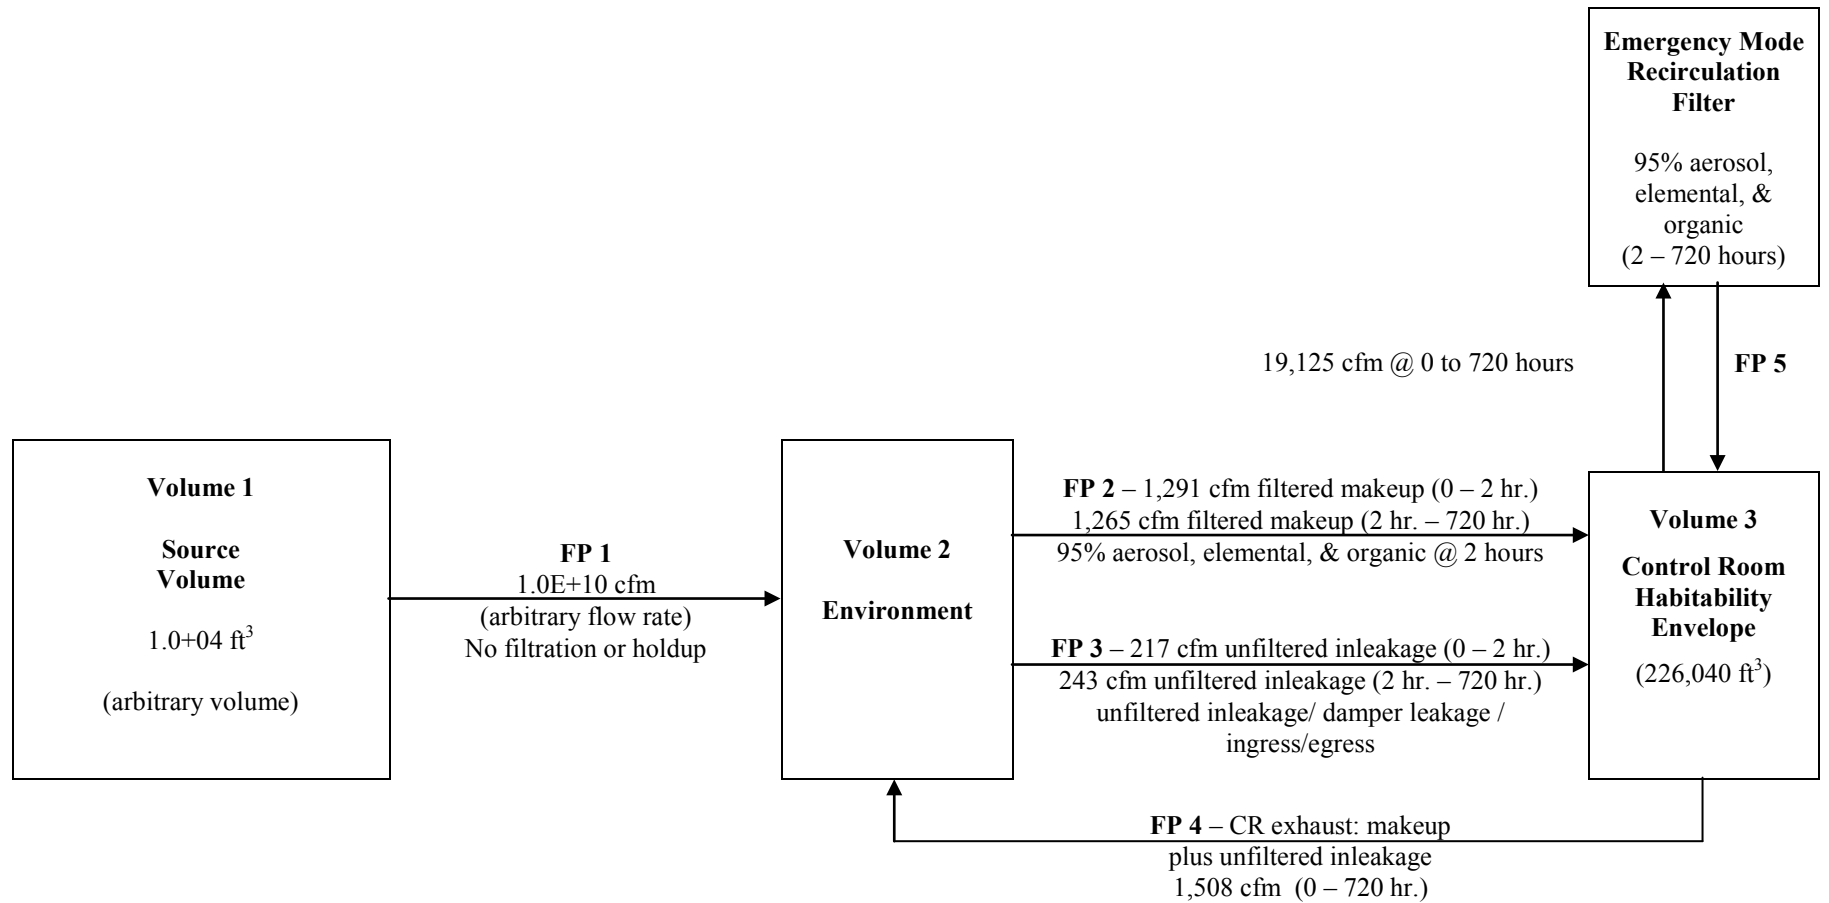 Emergency Mode
Recirculation
Filter
95% aerosol,
elemental, &
organic
(2 – 720 hours)
19,125 cfm @ 0 to 720 hours
FP 5
Volume 1
Source
Volume
1.0+04 ft³
(arbitrary volume)
FP 1
1.0E+10 cfm
(arbitrary flow rate)
No filtration or holdup
Volume 2
Environment
FP 2 – 1,291 cfm filtered makeup (0 – 2 hr.)
1,265 cfm filtered makeup (2 hr. – 720 hr.)
95% aerosol, elemental, & organic @ 2 hours
FP 3 – 217 cfm unfiltered inleakage (0 – 2 hr.)
243 cfm unfiltered inleakage (2 hr. – 720 hr.)
unfiltered inleakage/ damper leakage /
ingress/egress
Volume 3
Control Room
Habitability
Envelope
(226,040 ft³)
FP 4 – CR exhaust: makeup
plus unfiltered inleakage
1,508 cfm  (0 – 720 hr.)